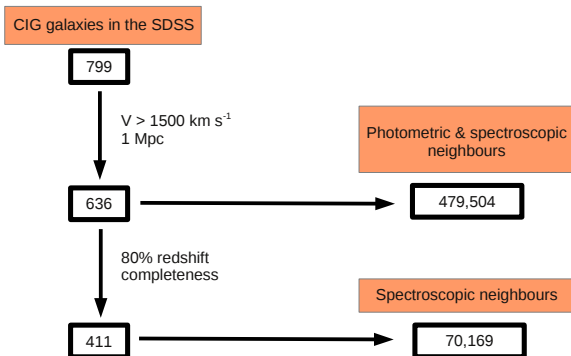 CIG galaxies in the SDSS
799
V > 1500 km s-1
1 Mpc
Photometric & spectroscopic
neighbours
636
479,504
80% redshift
completeness
Spectroscopic neighbours
411
70,169